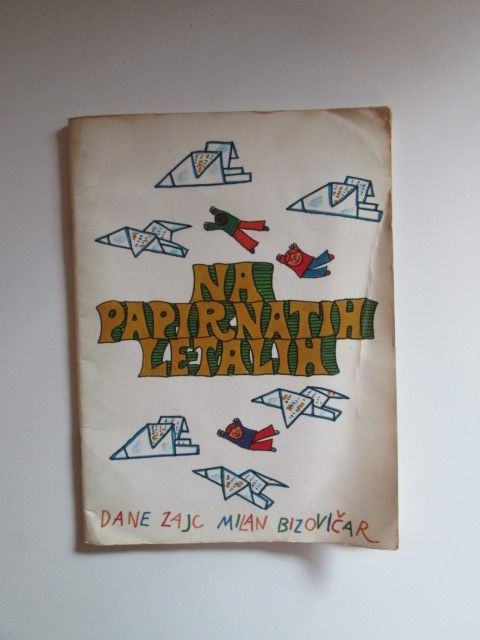 NA
PAPIRNATIH
LETALIH
DANE ZAJC MILAN BIZOVIČAR